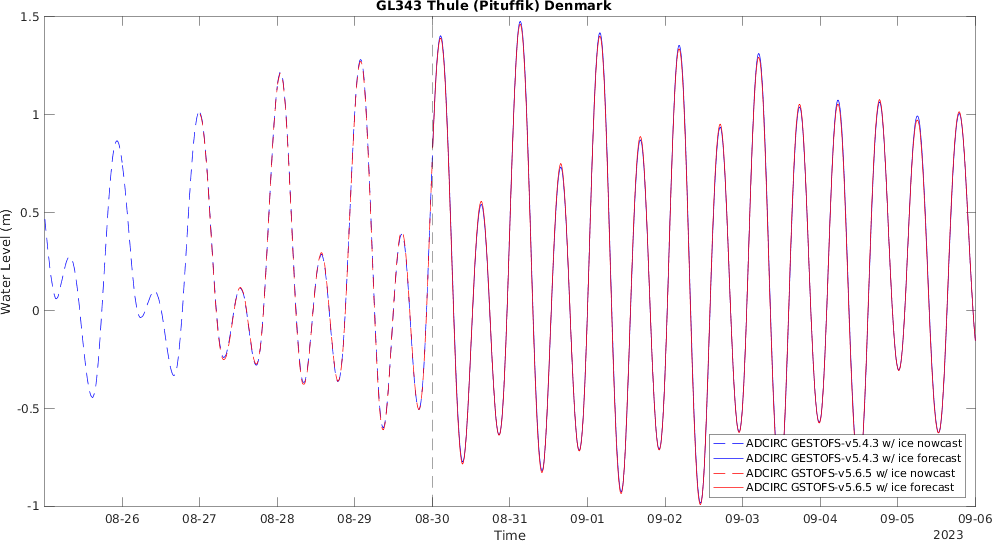 GL343 Thule (Pituffik) Denmark
1.5
1
0.5
0
-0.5
-1
Water Level (m)
ADCIRC GESTOFS-v5.4.3 w/ ice nowcast
ADCIRC GESTOFS-v5.4.3 w/ ice forecast
ADCIRC GSTOFS-v5.6.5 w/ ice nowcast
ADCIRC GSTOFS-v5.6.5 w/ ice forecast
08-26 08-27 08-28 08-29 08-30 08-31 09-01 09-02 09-03 09-04 09-05 09-06
Time
2023